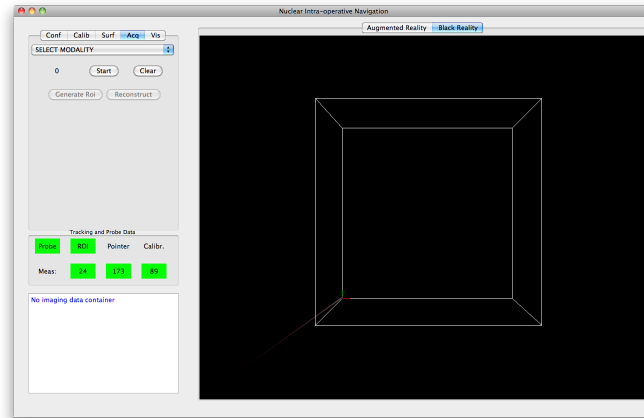 Nuclear Intra-operative Navigation
Conf Calib Surf Acq Vis
Augmented Reality Black Reality
SELECT MODALITY
0 Start Clear
Generate Roi Reconstruct
Tracking and Probe Data
Probe ROI Pointer Calibr.
Meas: 24 173 89
No imaging data container